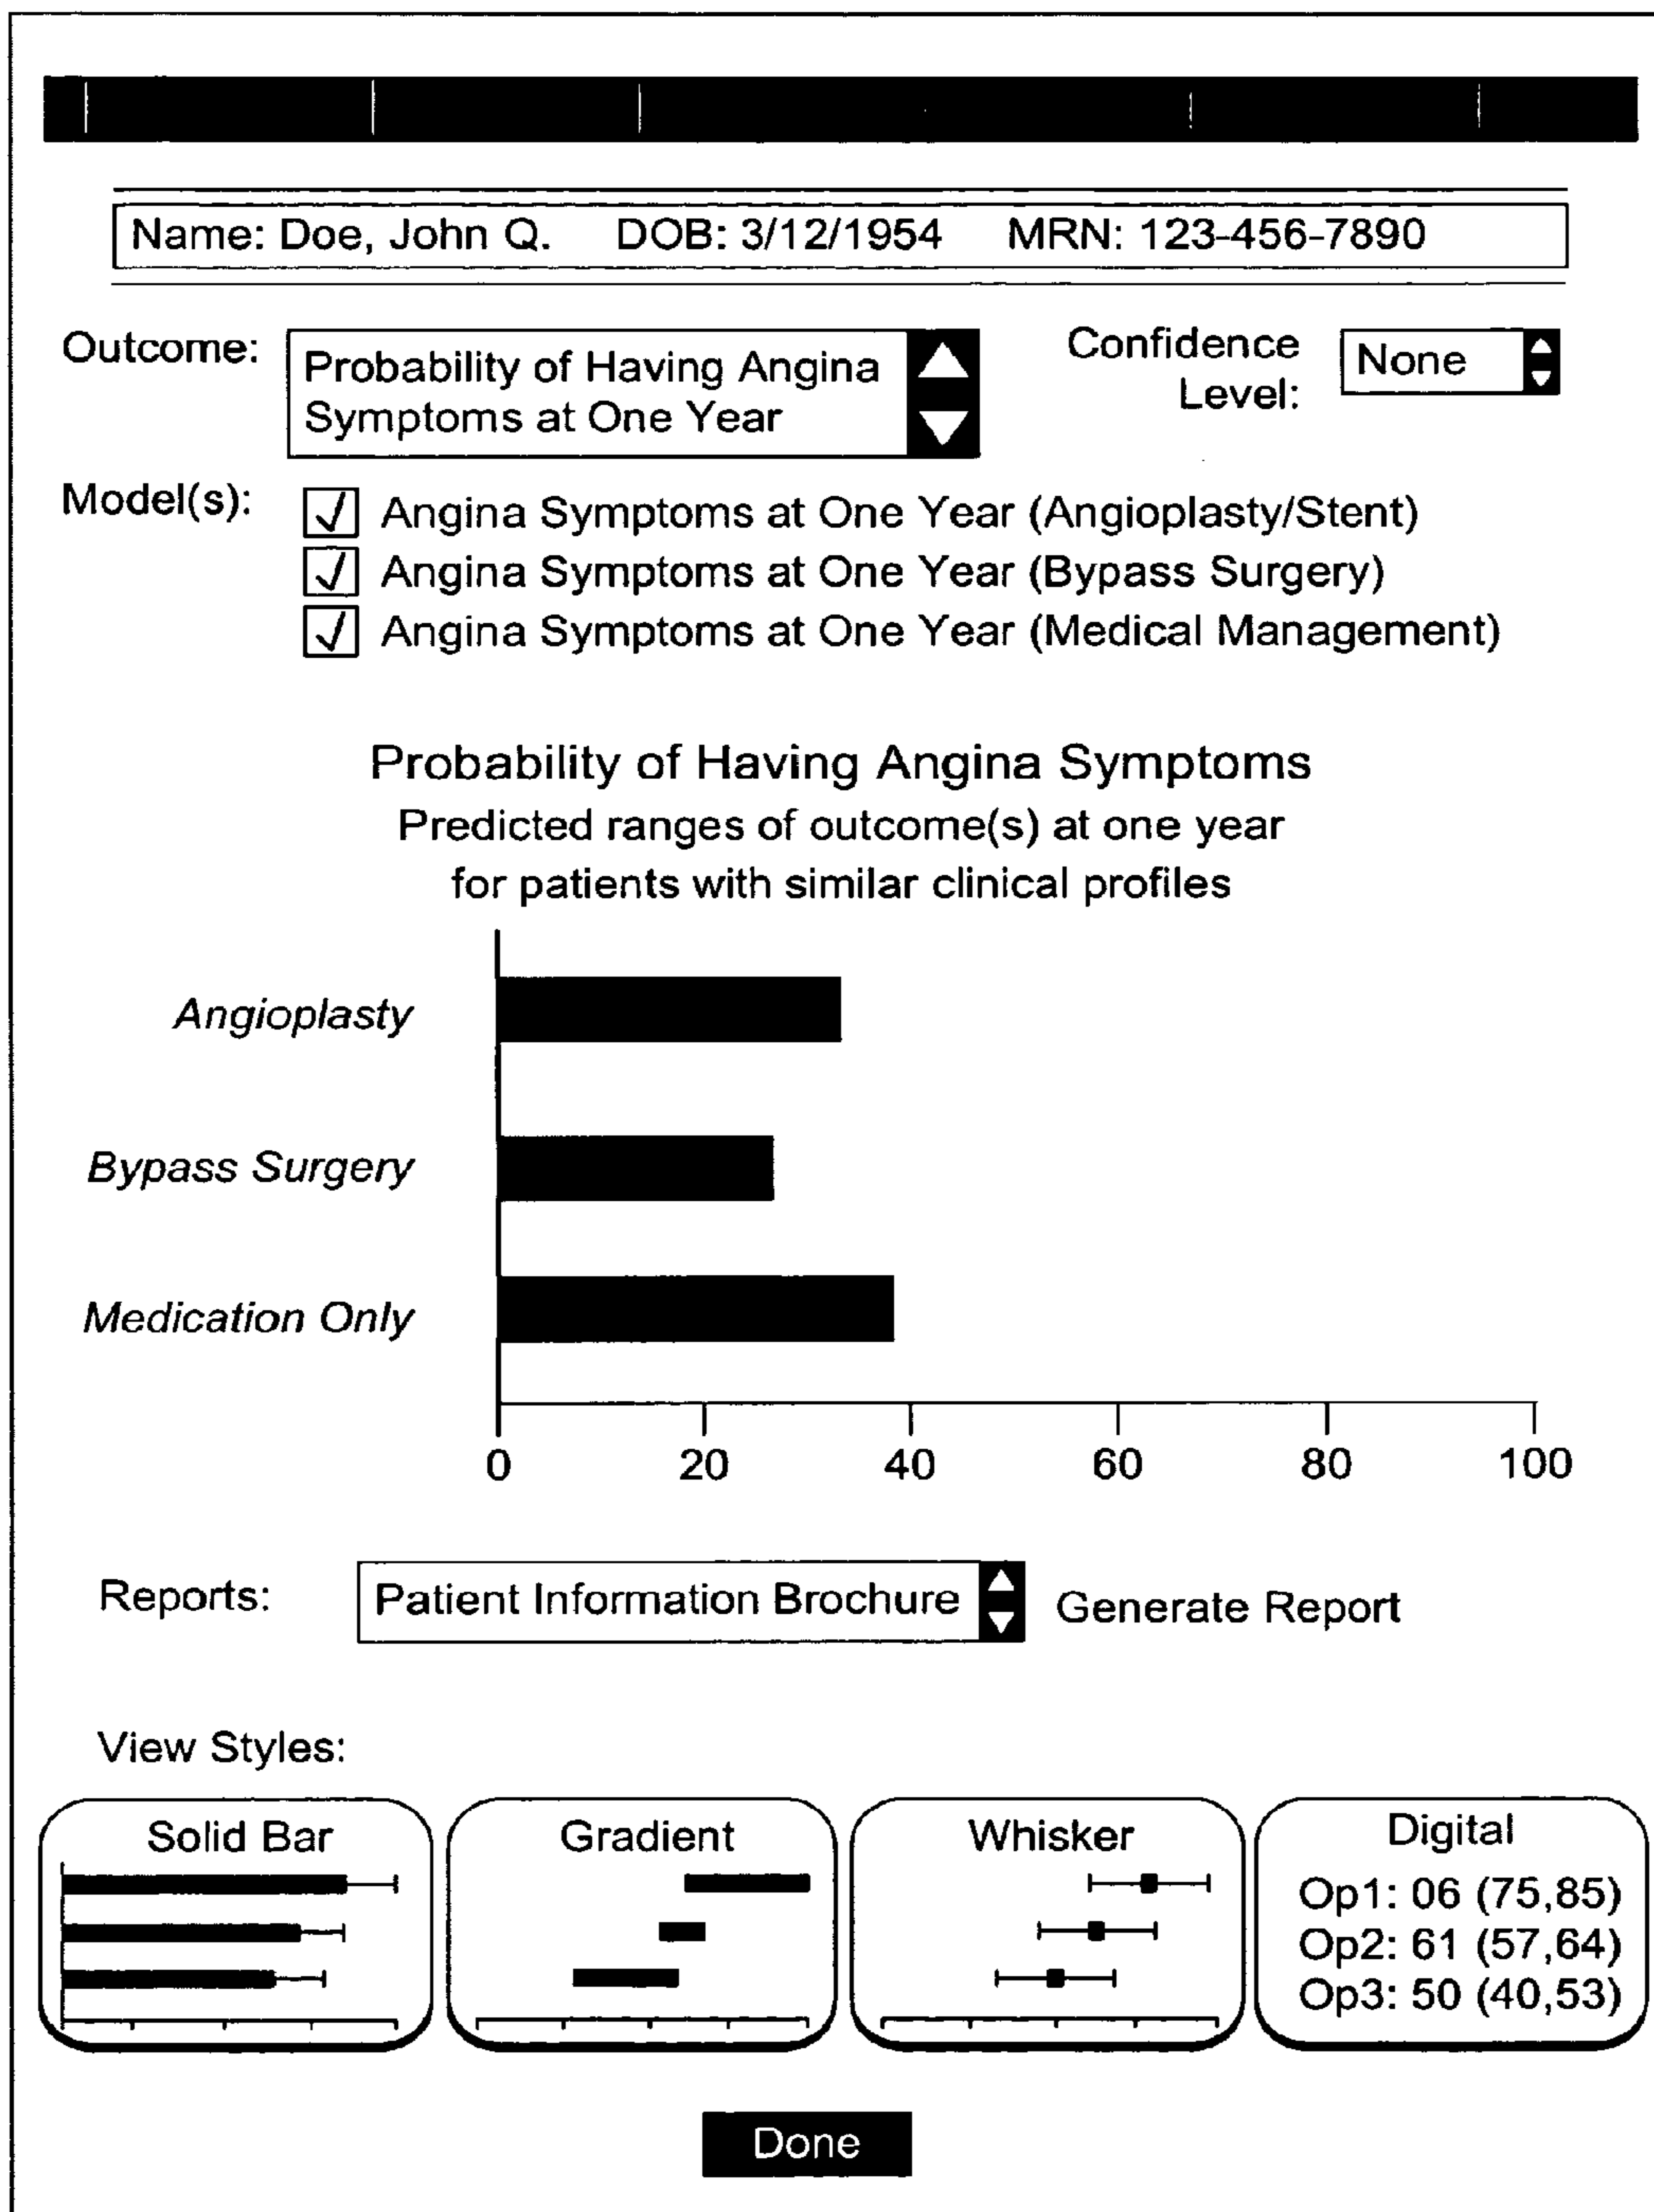 Name: Doe, John Q. DOB: 3/12/1954 MRN: 123-456-7890
Outcome:
Probability of Having Angina
Symptoms at One Year
Confidence
Level:
None
Model(s):
Angina Symptoms at One Year (Angioplasty/Stent)
Angina Symptoms at One Year (Bypass Surgery)
Angina Symptoms at One Year (Medical Management)
Probability of Having Angina Symptoms
Predicted ranges of outcome(s) at one year
for patients with similar clinical profiles
Angioplasty
Bypass Surgery
Medication Only
0 20 40 60 80 100
Reports:
Patient Information Brochure
Generate Report
View Styles:
Solid Bar
Gradient
Whisker
Digital
Op1: 06 (75,85)
Op2: 61 (57,64)
Op3: 50 (40,53)
Done